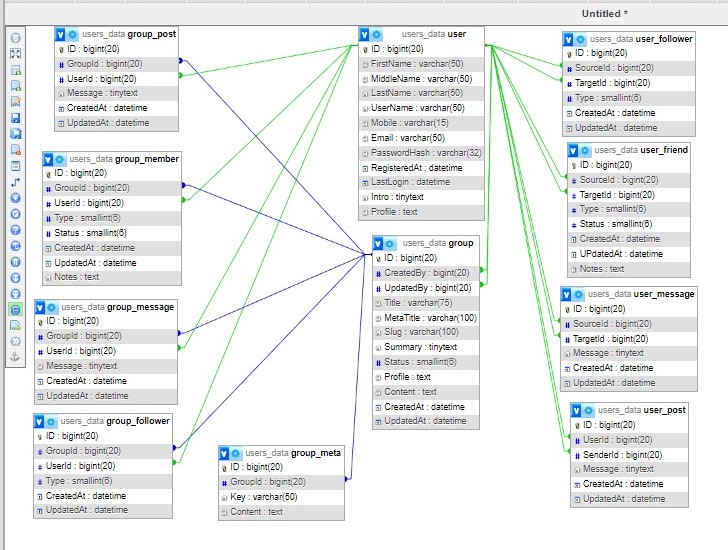 Untitled *
users_data group_post
ID : bigint(20)
GroupId : bigint(20)
UserId : bigint(20)
Message : tinytext
CreatedAt : datetime
UpdatedAt : datetime
users_data group_member
ID : bigint(20)
GroupId : bigint(20)
UserId : bigint(20)
Type : smallint(6)
Status : smallint(6)
CreatedAt : datetime
UpdatedAt : datetime
Notes : text
users_data group_message
ID : bigint(20)
GroupId : bigint(20)
UserId : bigint(20)
Message : tinytext
CreatedAt : datetime
UpdatedAt : datetime
users_data group_follower
ID : bigint(20)
GroupId : bigint(20)
UserId : bigint(20)
Type : smallint(6)
CreatedAt : datetime
UpdatedAt : datetime
users_data group_meta
ID : bigint(20)
GroupId : bigint(20)
Key : varchar(50)
Content : text
users_data user
ID : bigint(20)
FirstName : varchar(50)
MiddleName : varchar(50)
LastName : varchar(50)
UserName : varchar(50)
Mobile : varchar(15)
Email : varchar(50)
PasswordHash : varchar(32)
RegisteredAt : datetime
LastLogin : datetime
Intro : tinytext
Profile : text
users_data group
ID : bigint(20)
CreatedBy : bigint(20)
UpdatedBy : bigint(20)
Title : varchar(75)
MetaTitle : varchar(100)
Slug : varchar(100)
Summary : tinytext
Status : smallint(6)
Profile : text
Content : text
CreatedAt : datetime
UpdatedAt : datetime
users_data user_follower
ID : bigint(20)
SourceId : bigint(20)
TargetId : bigint(20)
Type : smallint(6)
CreatedAt : datetime
UpdatedAt : datetime
users_data user_friend
ID : bigint(20)
SourceId : bigint(20)
TargetId : bigint(20)
Type : smallint(6)
Status : smallint(6)
CreatedAt : datetime
UPdatedAt : datetime
Notes : text
users_data user_message
ID : bigint(20)
SourceId : bigint(20)
TargetId : bigint(20)
Message : tinytext
CreatedAt : datetime
UpdatedAt : datetime
users_data user_post
ID : bigint(20)
UserId : bigint(20)
SenderId : bigint(20)
Message : tinytext
CreatedAt : datetime
UpdatedAt : datetime